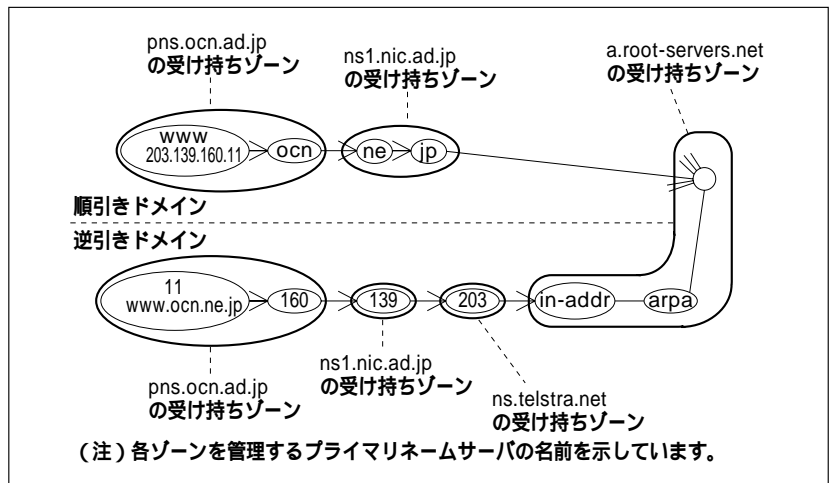 pns.ocn.ad.jp
の受け持ちゾーン
ns1.nic.ad.jp
の受け持ちゾーン
a.root-servers.net
の受け持ちゾーン
www
203.139.160.11
ocn
ne
jp
順引きドメイン
逆引きドメイン
11
www.ocn.ne.jp
160
139
203
in-addr
arpa
pns.ocn.ad.jp
の受け持ちゾーン
ns1.nic.ad.jp
の受け持ちゾーン
ns.telstra.net
の受け持ちゾーン
（注）各ゾーンを管理するプライマリネームサーバの名前を示しています。